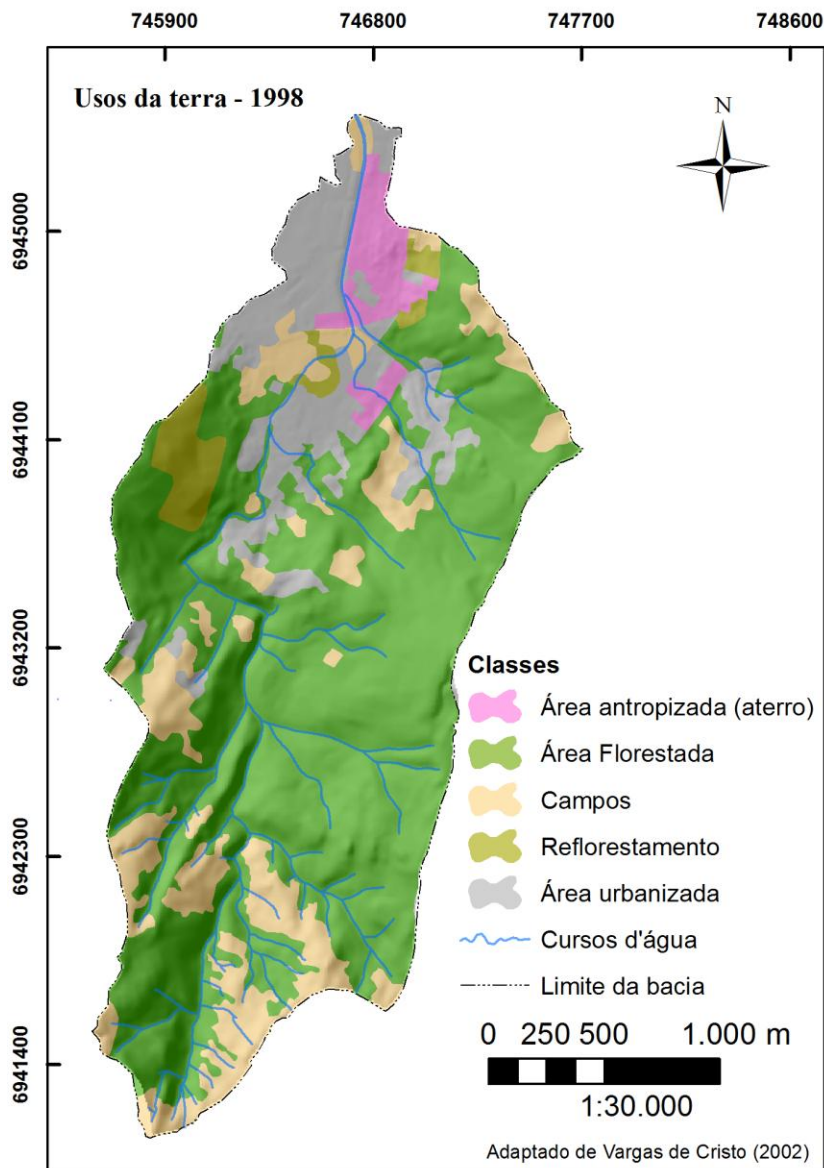 745900 746800 747700 748600
Usos da terra - 1998
N
6945000
6944100
6943200
6942300
6941400
Classes
Área antropizada (aterro)
Área Florestada
Campos
Reflorestamento
Área urbanizada
Cursos d'água
Limite da bacia
0 250 500 1.000 m
1:30.000
Adaptado de Vargas de Cristo (2002)